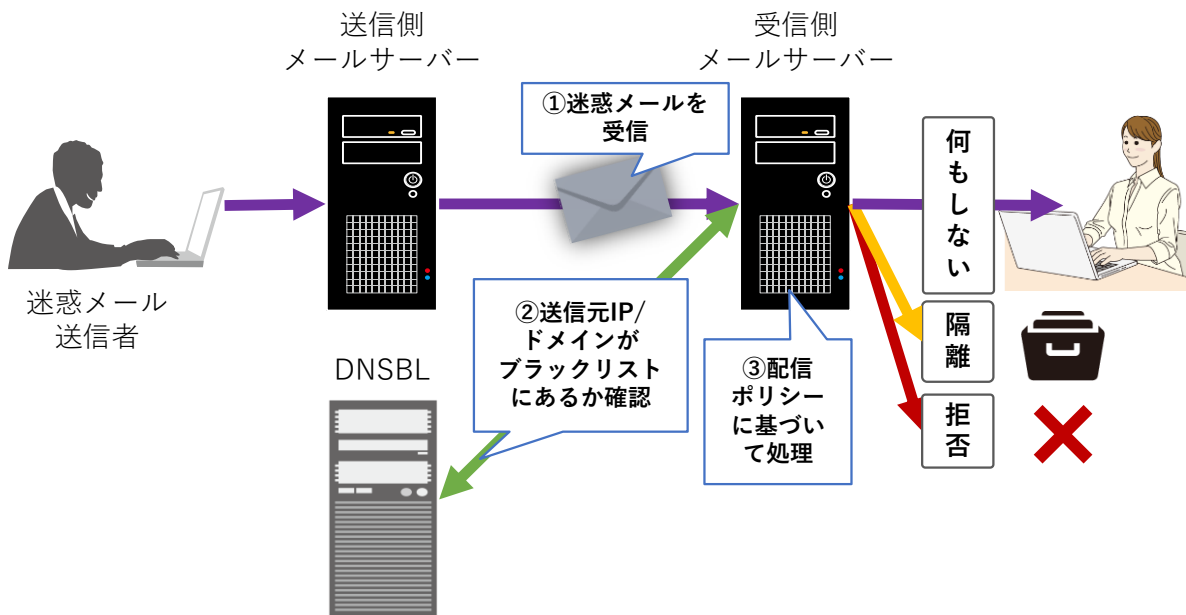 送信側
メールサーバー
受信側
メールサーバー
①迷惑メールを
受信
何もしない
迷惑メール
送信者
②送信元IP/
ドメインが
ブラックリスト
にあるか確認
DNSBL
③配信
ポリシー
に基づい
て処理
隔離
拒否